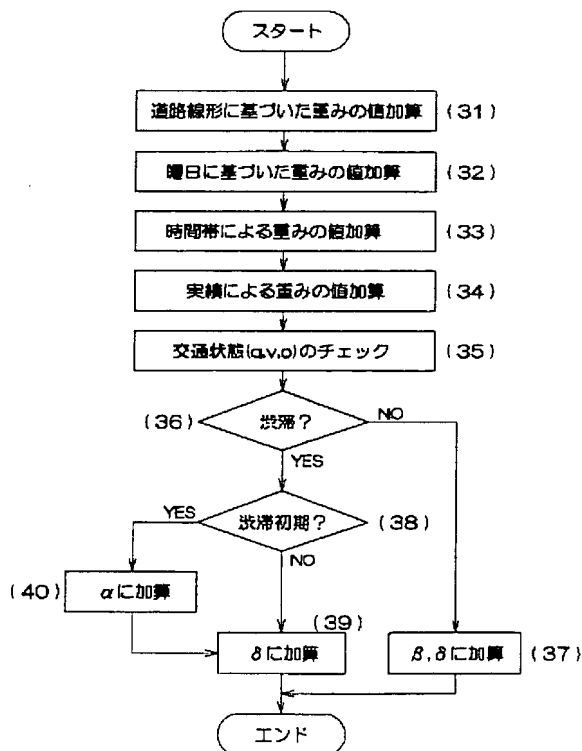 スタート
道路線形に基づいた重みの値加算 (31)
曜日に基づいた重みの値加算 (32)
時間帯による重みの値加算 (33)
実績による重みの値加算 (34)
交通状態(q,v,o)のチェック (35)
(36) 渋滞? NO
YES
YES 渋滞初期? (38)
NO
(40) αに加算
(39)
δに加算
β,δに加算 (37)
エンド